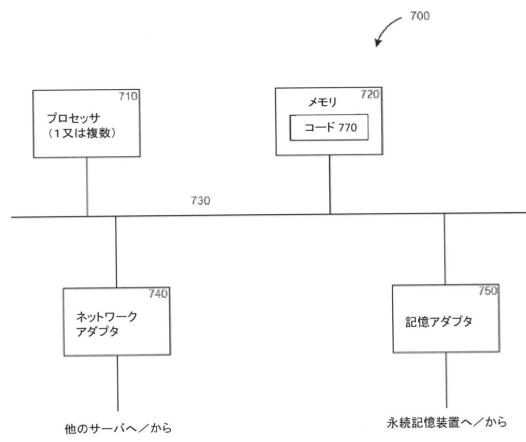 700
710
プロセッサ
(1又は複数)
720
メモリ
コード 770
730
740
ネットワーク
アダプタ
750
記憶アダプタ
他のサーバへ/から
永続記憶装置へ/から